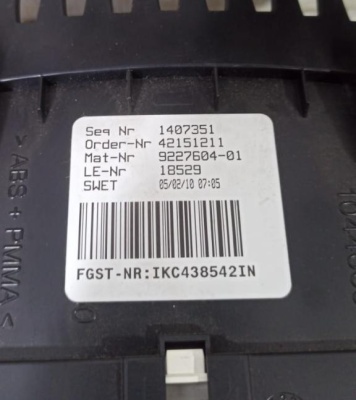 Seq Nr 1407351
Order-Nr 42151211
Mat-Nr 9227604-01
LE-Nr 18529
SWET 05/02/10 07:05
FGST-NR:IKC438542IN
> ABS + PMMA <